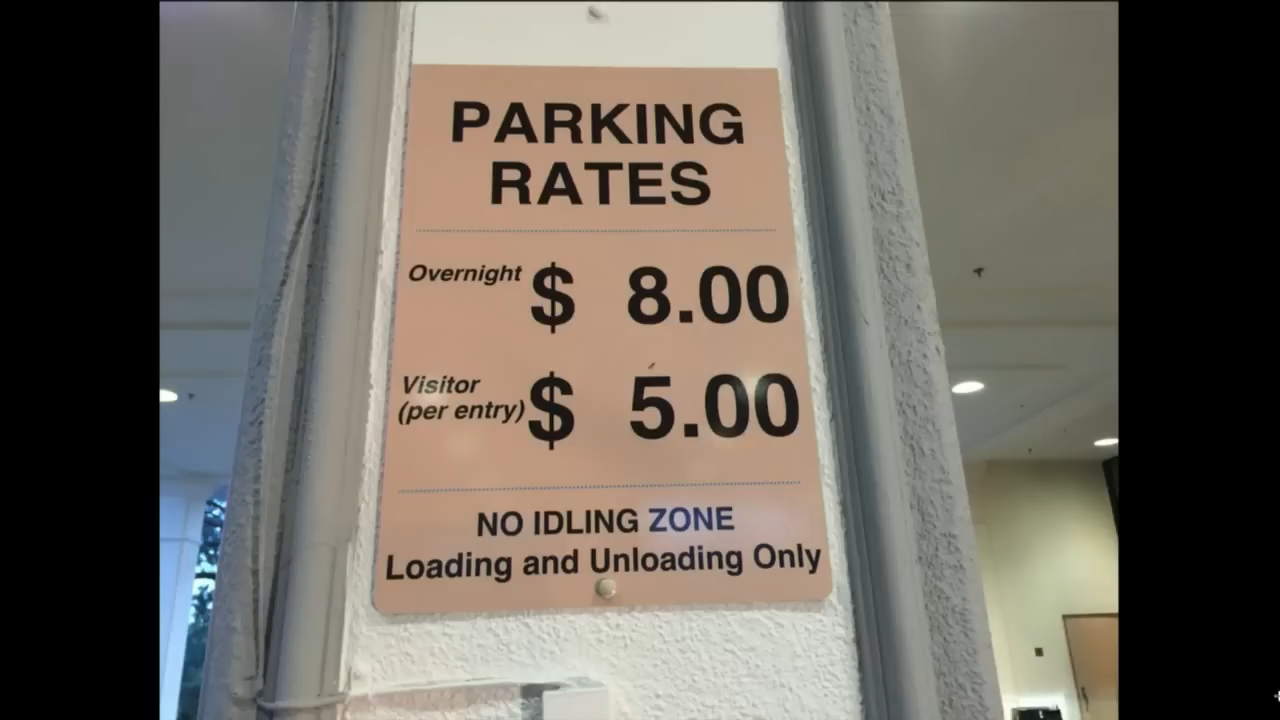 PARKING
RATES
Overnight $ 8.00
Visitor
(per entry) $ 5.00
NO IDLING ZONE
Loading and Unloading Only